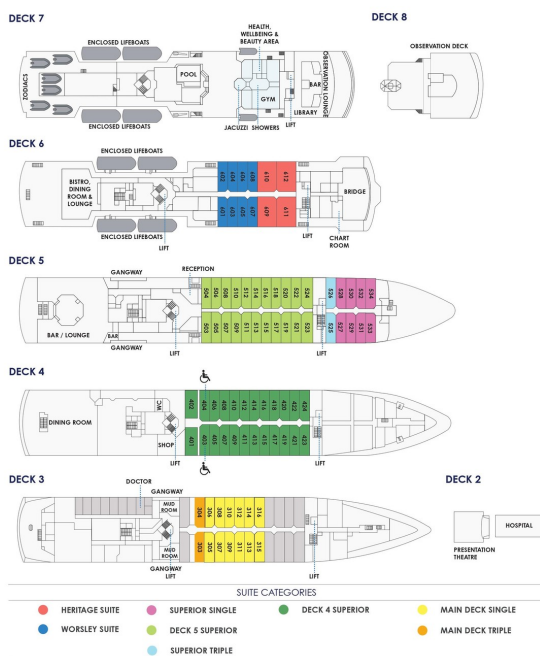 DECK 7
DECK 8
HEALTH,
WELLBEING &
BEAUTY AREA
ENCLOSED LIFEBOATS
OBSERVATION DECK
ZODIACS
POOL
GYM
BAR
LIBRARY
OBSERVATION LOUNGE
ENCLOSED LIFEBOATS
JACUZZI SHOWERS
LIFT
DECK 6
ENCLOSED LIFEBOATS
BISTRO,
DINING
ROOM &
LOUNGE
602 604 606 608 610 612
601 603 605 607 609 611
BRIDGE
ENCLOSED LIFEBOATS
LIFT
LIFT
CHART
ROOM
DECK 5
GANGWAY
RECEPTION
504 506 508 510 512 514 516 518 520 522 524 526 528 530 532 534
503 505 507 509 511 513 515 517 519 521 523 525 527 529 531 533
BAR / LOUNGE
BAR
GANGWAY
LIFT
LIFT
DECK 4
WC
402 404 406 408 410 412 414 416 418 420 422 424
401 403 405 407 409 411 413 415 417 419 421 423
DINING ROOM
SHOP
LIFT
LIFT
DECK 3
DECK 2
DOCTOR
GANGWAY
MUD
ROOM
304 306 308 310 312 314 316
303 305 307 309 311 313 315
MUD
ROOM
GANGWAY
LIFT
LIFT
HOSPITAL
PRESENTATION
THEATRE
SUITE CATEGORIES
HERITAGE SUITE
SUPERIOR SINGLE
DECK 4 SUPERIOR
MAIN DECK SINGLE
WORSLEY SUITE
DECK 5 SUPERIOR
MAIN DECK TRIPLE
SUPERIOR TRIPLE